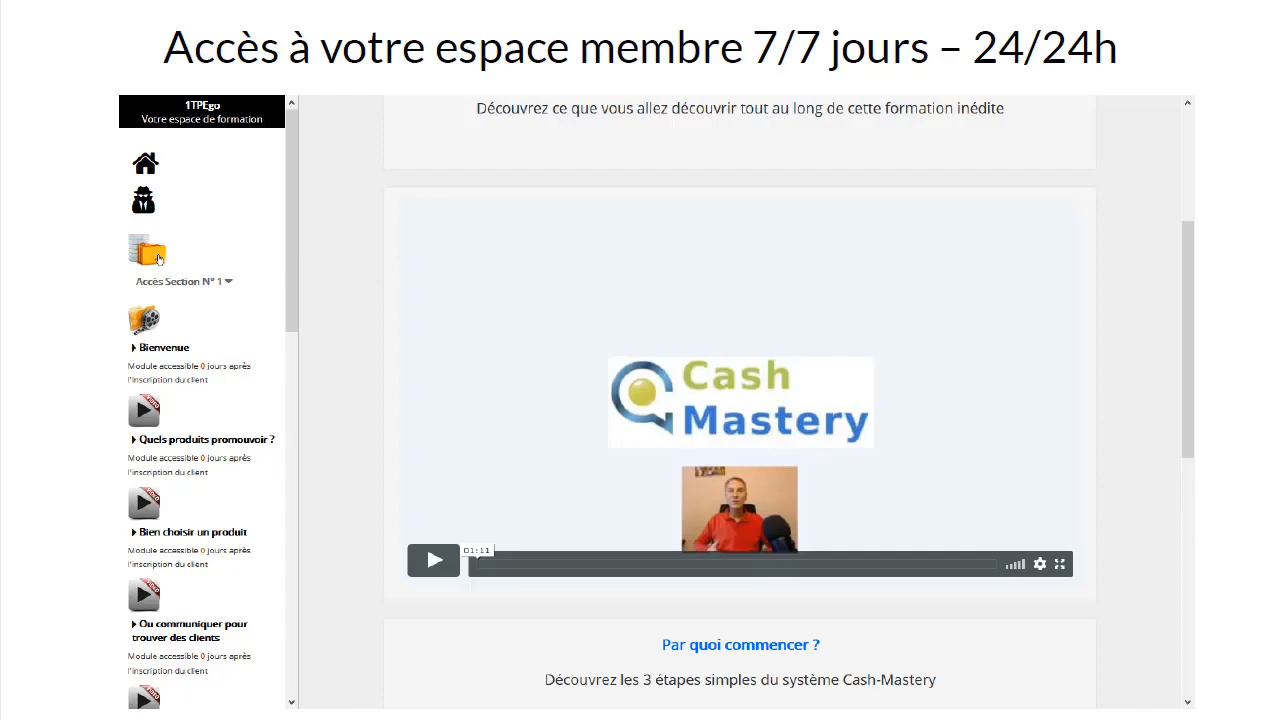 Accès à votre espace membre 7/7 jours – 24/24h
1TPEgo
Votre espace de formation
Accès Section N° 1
Bienvenue
Module accessible 0 jours après
l'inscription du client
Quels produits promouvoir ?
Module accessible 0 jours après
l'inscription du client
Bien choisir un produit
Module accessible 0 jours après
l'inscription du client
Ou communiquer pour
trouver des clients
Module accessible 0 jours après
l'inscription du client
Découvrez ce que vous allez découvrir tout au long de cette formation inédite
Cash
Mastery
01:11
Par quoi commencer ?
Découvrez les 3 étapes simples du système Cash-Mastery